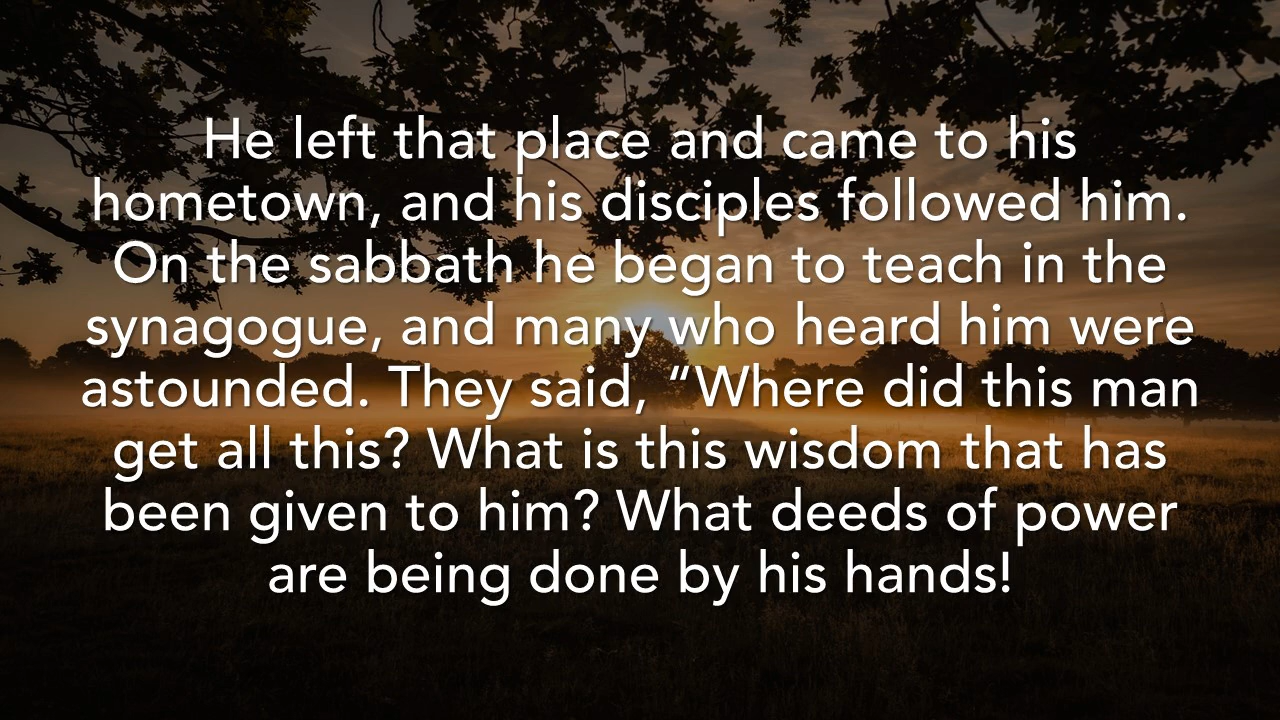 He left that place and came to his
hometown, and his disciples followed him.
On the sabbath he began to teach in the
synagogue, and many who heard him were
astounded. They said, “Where did this man
get all this? What is this wisdom that has
been given to him? What deeds of power
are being done by his hands!